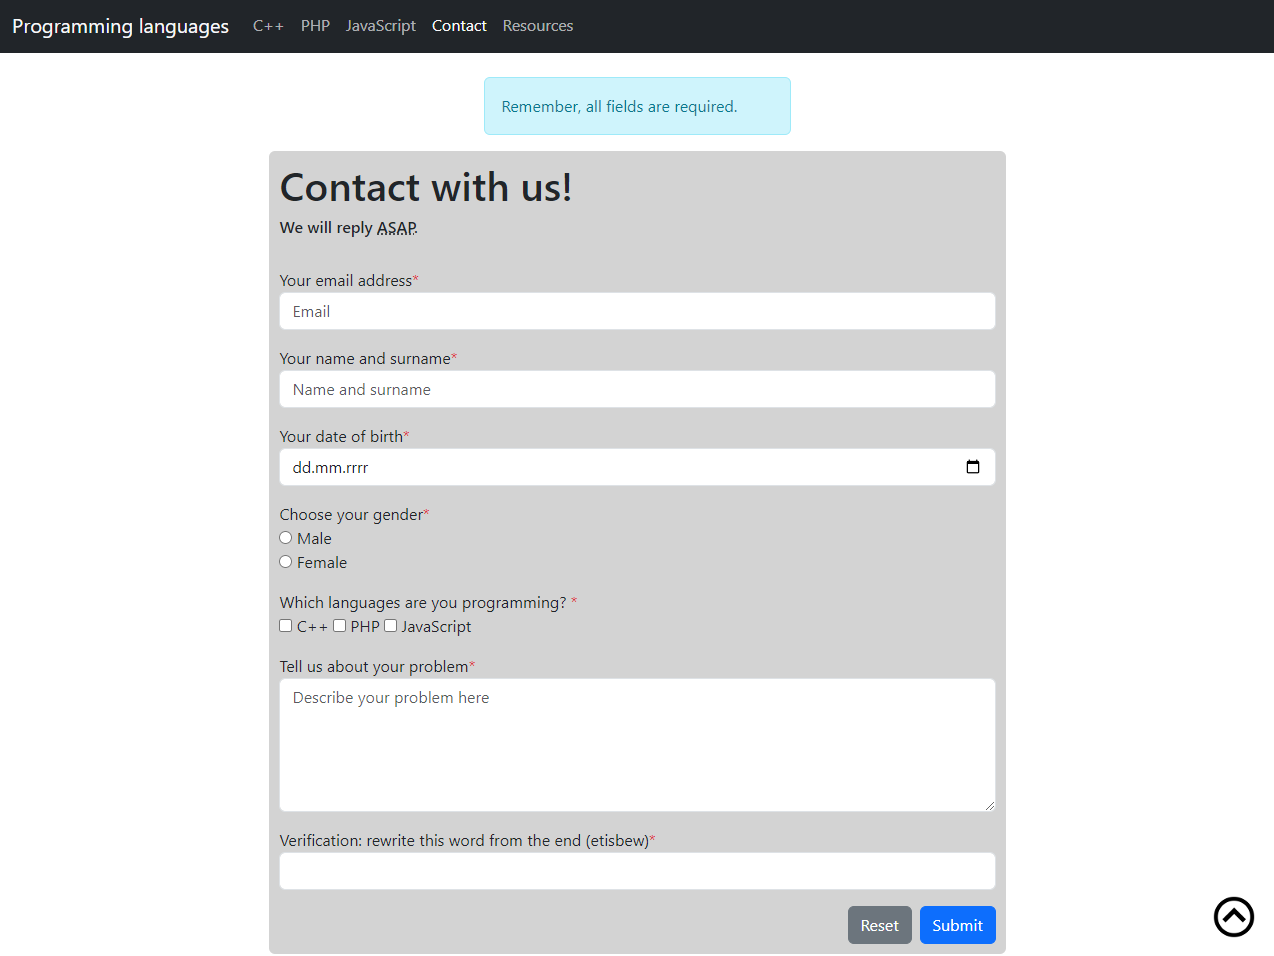 Programming languages C++ PHP JavaScript Contact Resources
Remember, all fields are required.
Contact with us!
We will reply ASAP.
Your email address*
Email
Your name and surname*
Name and surname
Your date of birth*
dd.mm.rrrr
Choose your gender*
Male
Female
Which languages are you programming? *
C++ PHP JavaScript
Tell us about your problem*
Describe your problem here
Verification: rewrite this word from the end (etisbew)*
Reset Submit